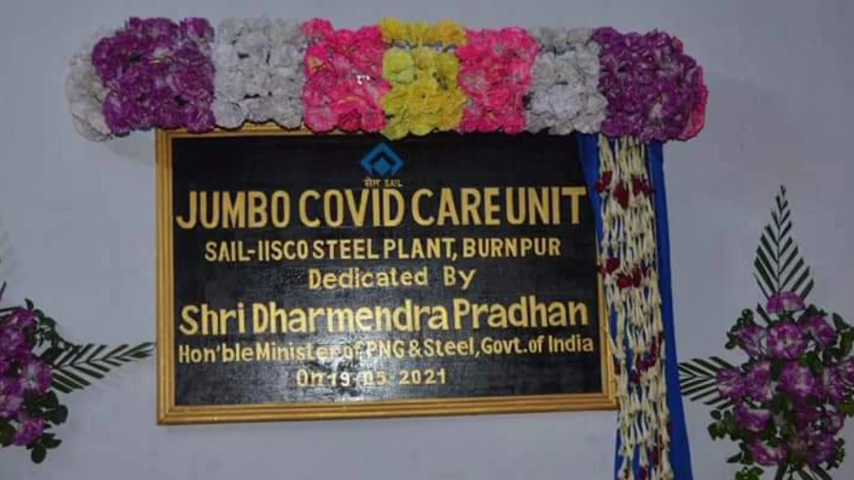 सेल SAIL
JUMBO COVID CARE UNIT
SAIL-IISCO STEEL PLANT, BURNPUR
Dedicated By
Shri Dharmendra Pradhan
Hon'ble Minister of PNG & Steel, Govt. of India
On 19-05-2021